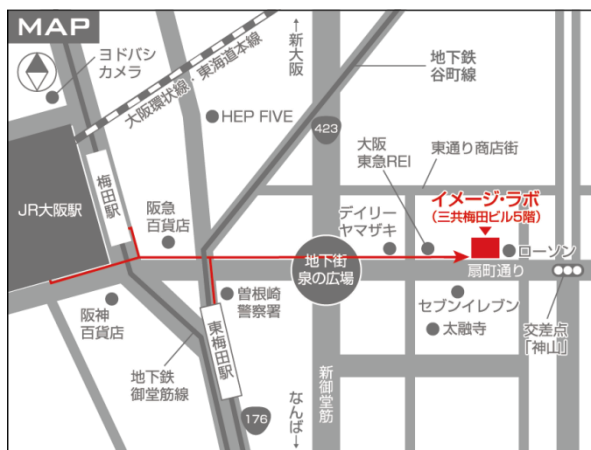 MAP
ヨドバシ
カメラ
大阪環状線・東海道本線
←新大阪
地下鉄
谷町線
HEP FIVE
423
大阪
東急REI
東通り商店街
JR大阪駅
梅田駅
阪急
百貨店
デイリー
ヤマザキ
イメージ・ラボ
(三共梅田ビル5階)
ローソン
地下街
泉の広場
扇町通り
阪神
百貨店
曽根崎
警察署
セブンイレブン
太融寺
交差点
「神山」
地下鉄
御堂筋線
東梅田駅
新御堂筋
176
なんば→